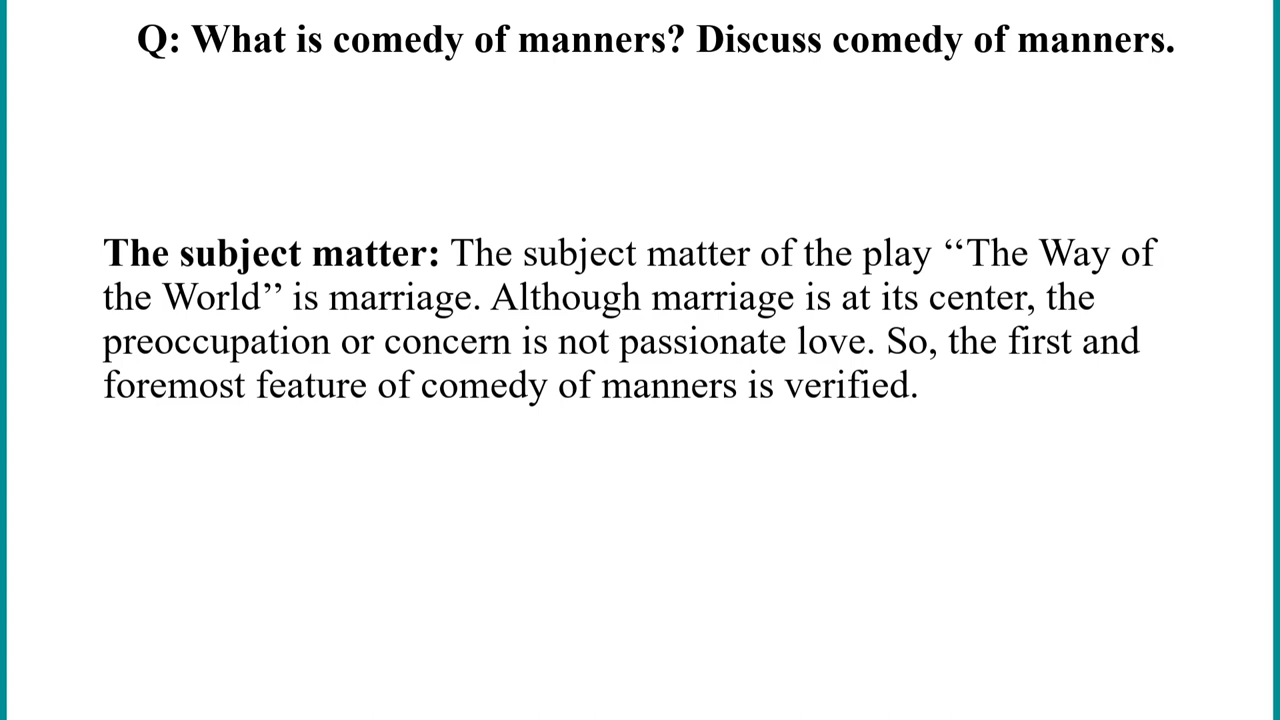 Q: What is comedy of manners? Discuss comedy of manners.
The subject matter: The subject matter of the play ‘‘The Way of
the World’’ is marriage. Although marriage is at its center, the
preoccupation or concern is not passionate love. So, the first and
foremost feature of comedy of manners is verified.